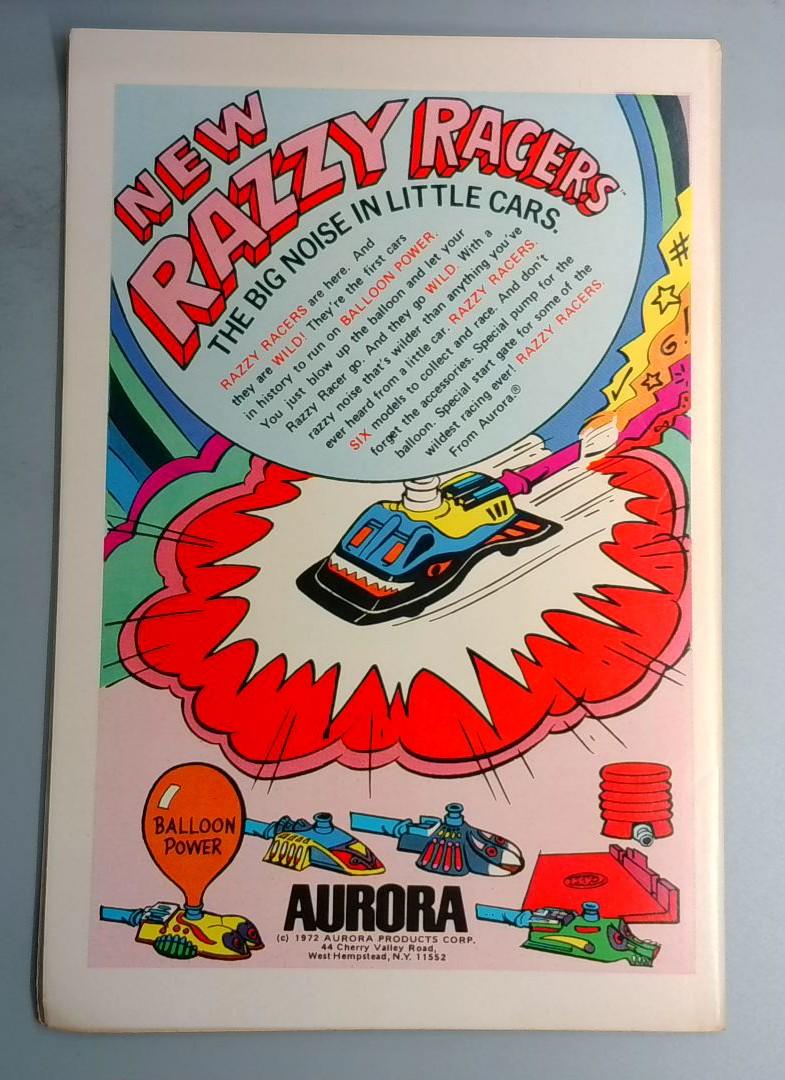 NEW
RAZZY RACERS™
THE BIG NOISE IN LITTLE CARS.
RAZZY RACERS are here. And
they are WILD! They're the first cars
in history to run on BALLOON POWER.
You just blow up the balloon and let your
Razzy Racer go. And they go WILD. With a
razzy noise that's wilder than anything you've
ever heard from a little car. RAZZY RACERS.
SIX models to collect and race. And don't
forget the accessories. Special pump for the
balloon. Special start gate for some of the
wildest racing ever! RAZZY RACERS.
From Aurora.®
#
G!
BALLOON
POWER
AURORA
(c) 1972 AURORA PRODUCTS CORP.
44 Cherry Valley Road,
West Hempstead, N.Y. 11552